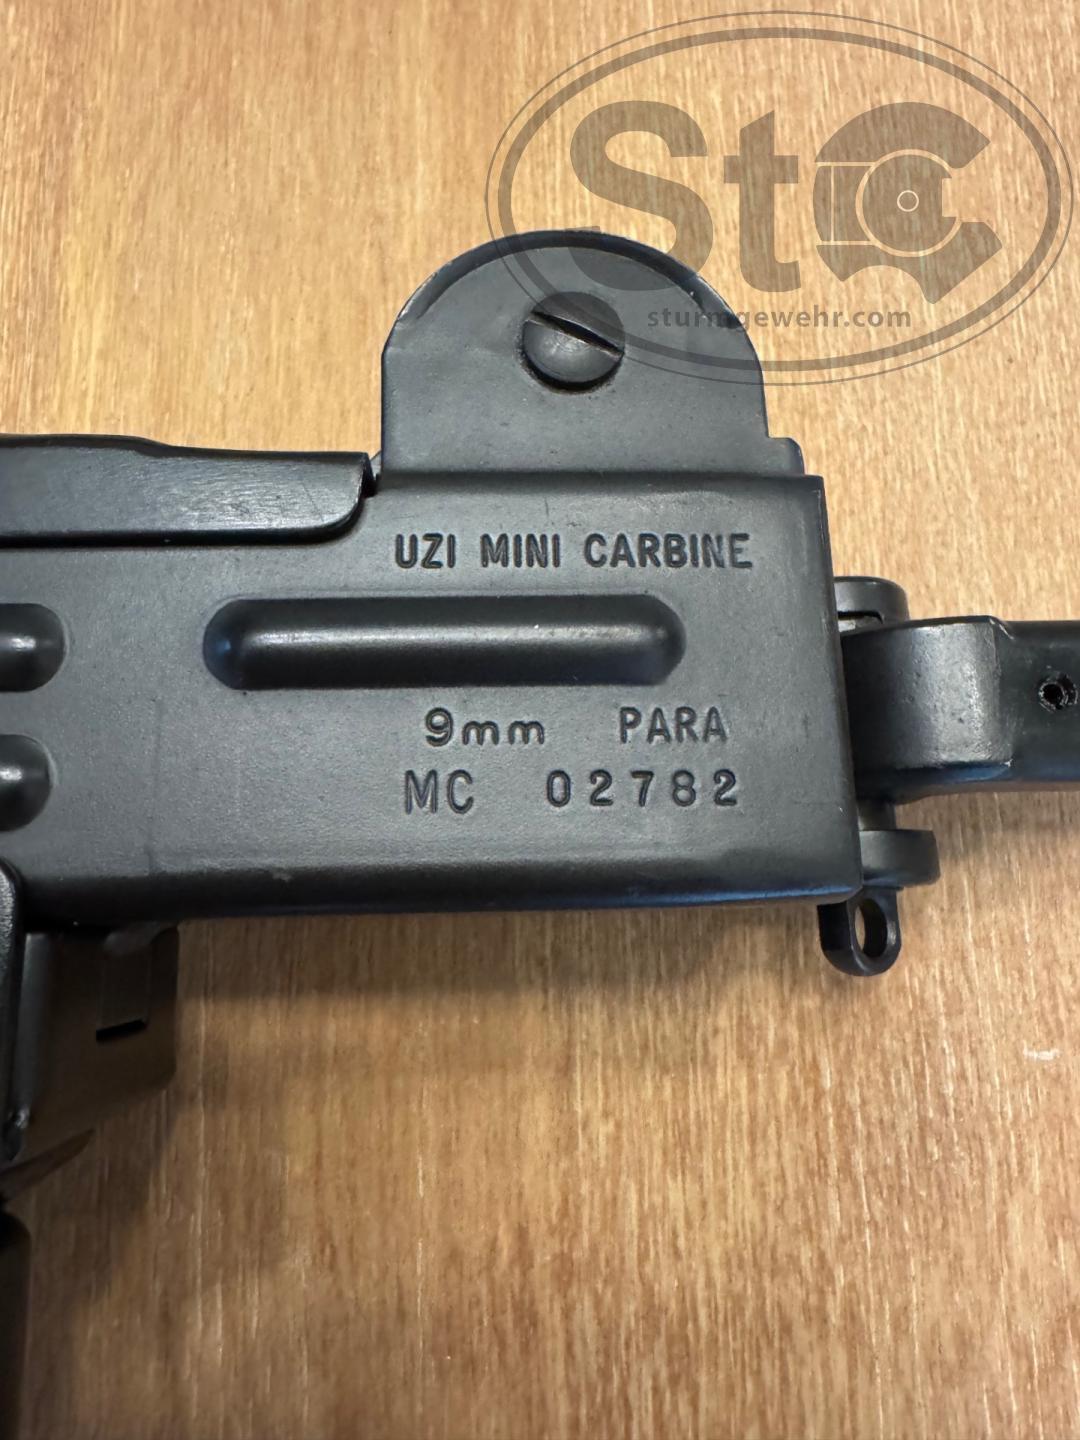 StG
sturmgewehr.com
UZI MINI CARBINE
9mm PARA
MC 02782